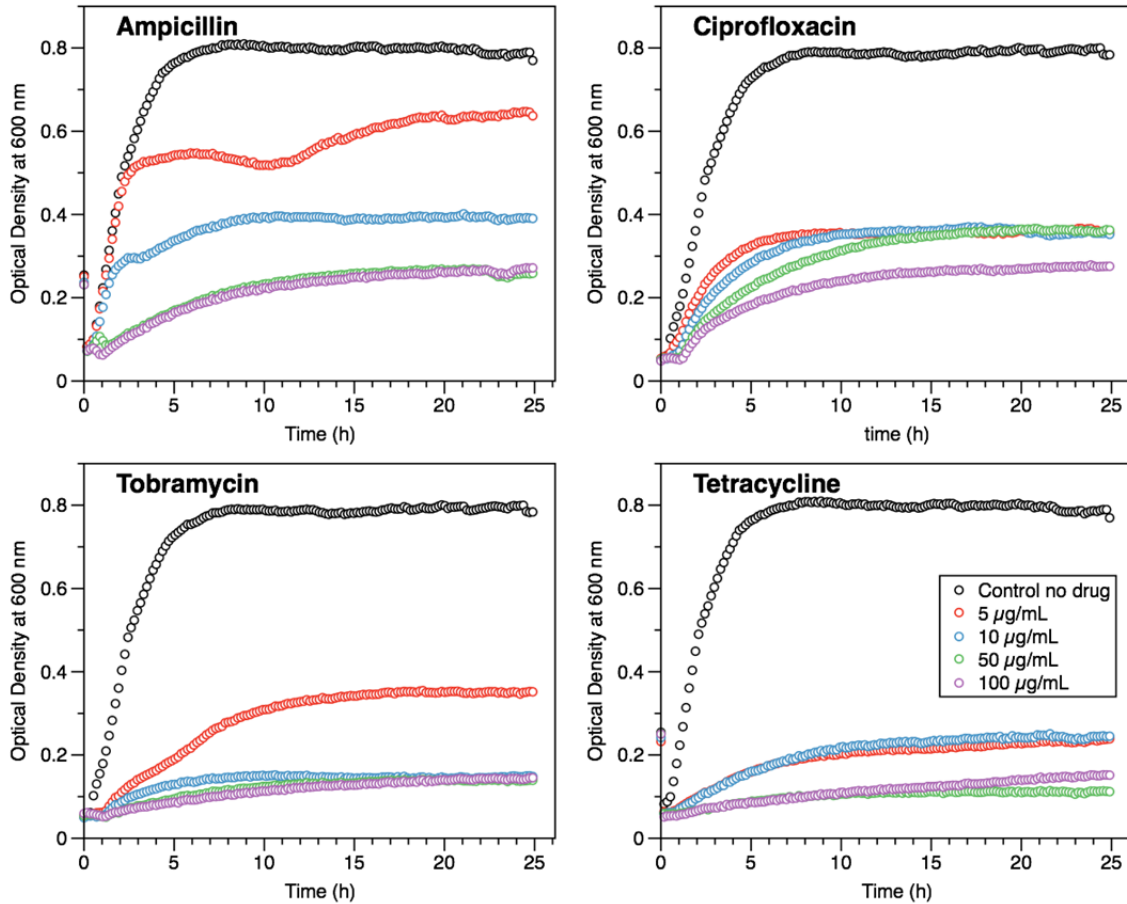 Ampicillin
Optical Density at 600 nm
0.8
0.6
0.4
0.2
0
0 5 10 15 20 25
Time (h)
Ciprofloxacin
Optical Density at 600 nm
0.8
0.6
0.4
0.2
0
0 5 10 15 20 25
time (h)
Tobramycin
Optical Density at 600 nm
0.8
0.6
0.4
0.2
0
0 5 10 15 20 25
Time (h)
Tetracycline
Optical Density at 600 nm
0.8
0.6
0.4
0.2
0
Control no drug
5 µg/mL
10 µg/mL
50 µg/mL
100 µg/mL
0 5 10 15 20 25
Time (h)